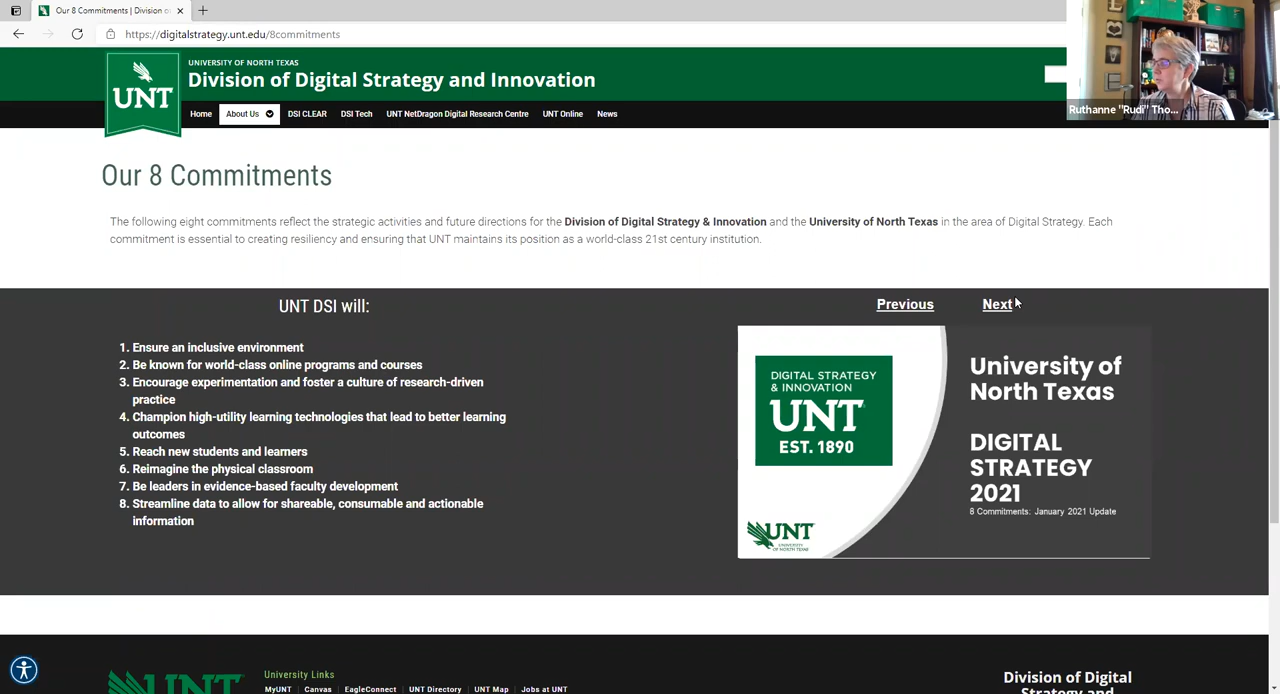 Our 8 Commitments | Division o
https://digitalstrategy.unt.edu/8commitments
Ruthanne "Rudi" Tho...
UNT
UNIVERSITY OF NORTH TEXAS
Division of Digital Strategy and Innovation
Home
About Us
DSI CLEAR
DSI Tech
UNT NetDragon Digital Research Centre
UNT Online
News
Our 8 Commitments
The following eight commitments reflect the strategic activities and future directions for the Division of Digital Strategy & Innovation and the University of North Texas in the area of Digital Strategy. Each
commitment is essential to creating resiliency and ensuring that UNT maintains its position as a world-class 21st century institution.
UNT DSI will:
1. Ensure an inclusive environment
2. Be known for world-class online programs and courses
3. Encourage experimentation and foster a culture of research-driven
practice
4. Champion high-utility learning technologies that lead to better learning
outcomes
5. Reach new students and learners
6. Reimagine the physical classroom
7. Be leaders in evidence-based faculty development
8. Streamline data to allow for shareable, consumable and actionable
information
Previous
Next
DIGITAL STRATEGY
& INNOVATION
UNT
EST. 1890
UNT
UNIVERSITY
OF NORTH TEXAS
University of
North Texas
DIGITAL
STRATEGY
2021
8 Commitments: January 2021 Update
UNT
University Links
MyUNT | Canvas | EagleConnect | UNT Directory | UNT Map | Jobs at UNT
Division of Digital
Strategy and